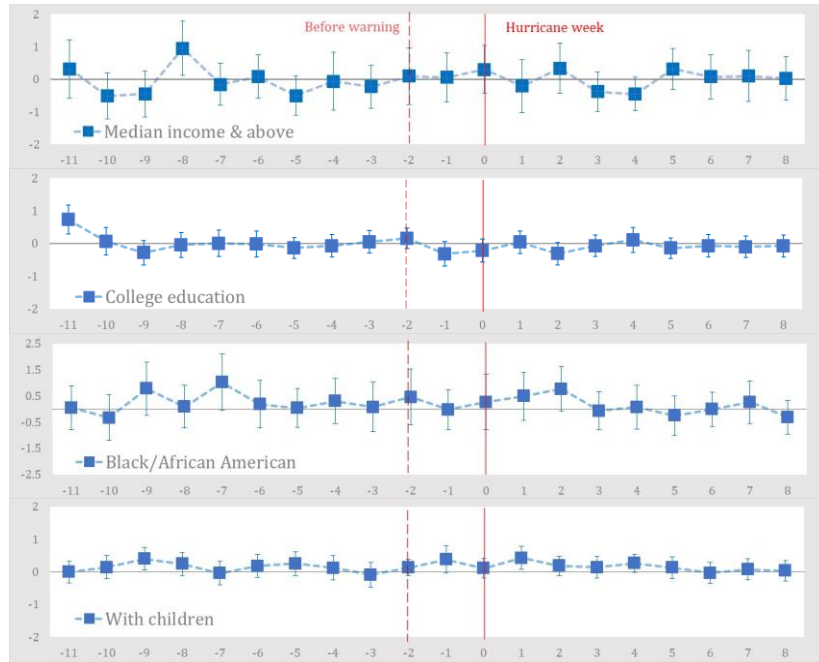 Before warning Hurricane week
2
1
0
-1
-2
Median income & above
-11 -10 -9 -8 -7 -6 -5 -4 -3 -2 -1 0 1 2 3 4 5 6 7 8
2
1
0
-1
-2
College education
-11 -10 -9 -8 -7 -6 -5 -4 -3 -2 -1 0 1 2 3 4 5 6 7 8
2.5
1.5
0.5
-0.5
-1.5
-2.5
Black/African American
-11 -10 -9 -8 -7 -6 -5 -4 -3 -2 -1 0 1 2 3 4 5 6 7 8
2
1
0
-1
-2
With children
-11 -10 -9 -8 -7 -6 -5 -4 -3 -2 -1 0 1 2 3 4 5 6 7 8